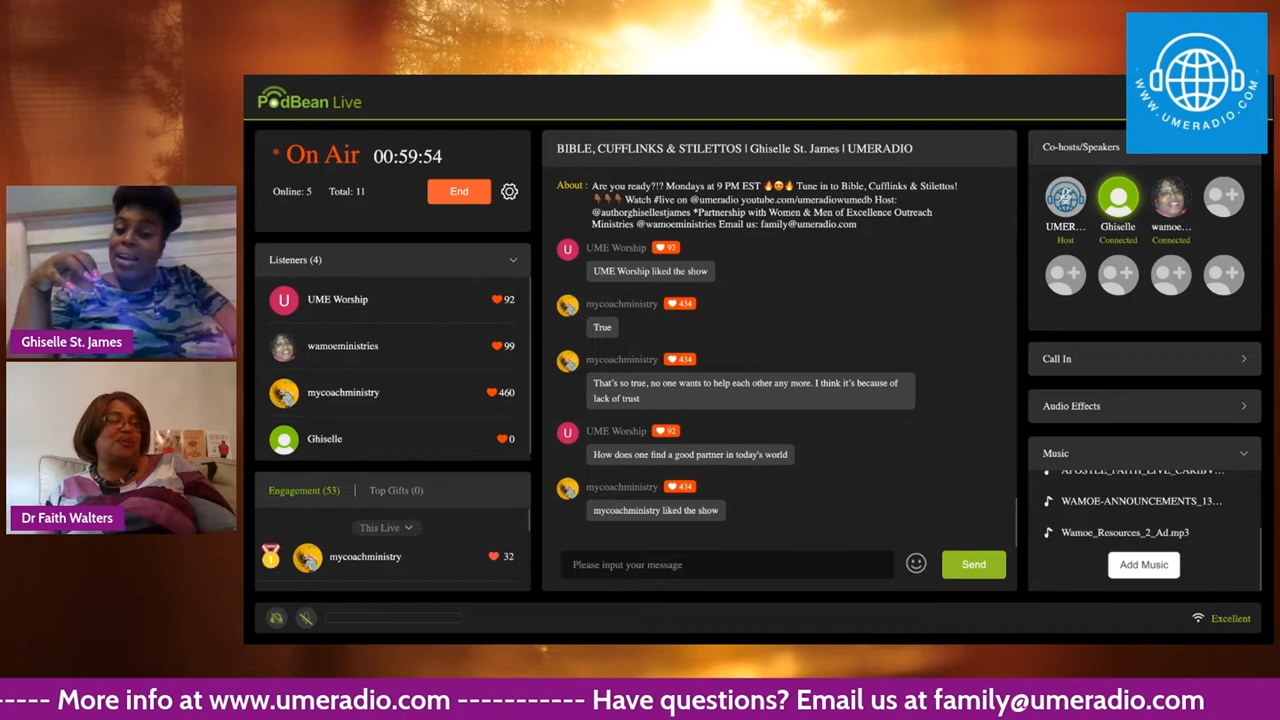 WWW.UMERADIO.COM
PodBean Live
On Air 00:59:54
Online: 5 Total: 11
End
Listeners (4)
U UME Worship 92
wamoeministries 99
mycoachministry 460
Ghiselle 0
Engagement (53) | Top Gifts (0)
This Live
1 mycoachministry 32
BIBLE, CUFFLINKS & STILETTOS | Ghiselle St. James | UMERADIO
About : Are you ready?!? Mondays at 9 PM EST 🔥😍🔥 Tune in to Bible, Cufflinks & Stilettos!
👇🏾👇🏾👇🏾 Watch #live on @umeradio youtube.com/umeradiowumedb Host:
@authorghisellestjames *Partnership with Women & Men of Excellence Outreach
Ministries @wamoeministries Email us: family@umeradio.com
U UME Worship 92
UME Worship liked the show
mycoachministry 434
True
mycoachministry 434
That's so true, no one wants to help each other any more. I think it's because of
lack of trust
U UME Worship 92
How does one find a good partner in today's world
mycoachministry 434
mycoachministry liked the show
Please input your message
Send
Co-hosts/Speakers
UMER... Ghiselle wamoe...
Host Connected Connected
Call In
Audio Effects
Music
APOSTLE_FAITH_LIVE_CARIBV...
WAMOE-ANNOUNCEMENTS_13...
Wamoe_Resources_2_Ad.mp3
Add Music
Excellent
Ghiselle St. James
Dr Faith Walters
----- More info at www.umeradio.com ----------- Have questions? Email us at family@umeradio.com